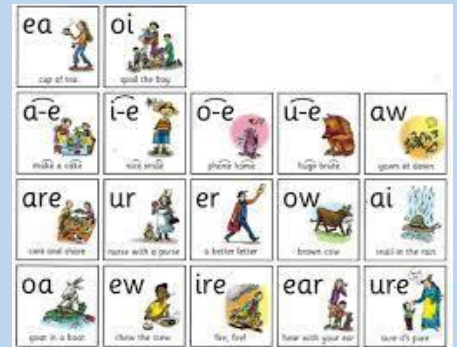 ea
cup of tea
oi
spoil the boy
a-e
make a cake
i-e
nice smile
o-e
phone home
u-e
huge brute
aw
yawn at dawn
are
care and share
ur
nurse with a purse
er
a better letter
ow
brown cow
ai
snail in the rain
oa
goat in a boat
ew
chew the stew
ire
fire, fire!
ear
hear with your ear
ure
sure it's pure